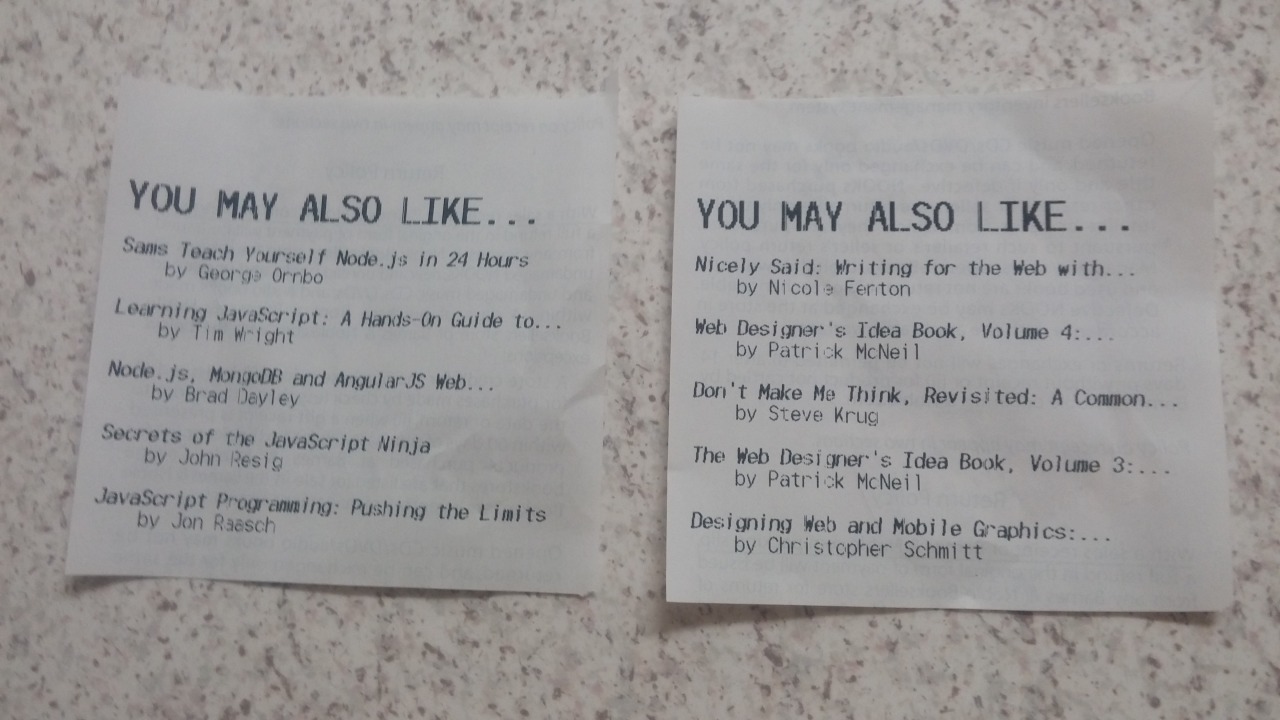 YOU MAY ALSO LIKE...
Sams Teach Yourself Node.js in 24 Hours
by George Ornbo
Learning JavaScript: A Hands-On Guide to...
by Tim Wright
Node.js, MongoDB and AngularJS Web...
by Brad Dayley
Secrets of the JavaScript Ninja
by John Resig
JavaScript Programming: Pushing the Limits
by Jon Raasch
YOU MAY ALSO LIKE...
Nicely Said: Writing for the Web with...
by Nicole Fenton
Web Designer's Idea Book, Volume 4:...
by Patrick McNeil
Don't Make Me Think, Revisited: A Common...
by Steve Krug
The Web Designer's Idea Book, Volume 3:...
by Patrick McNeil
Designing Web and Mobile Graphics:...
by Christopher Schmitt